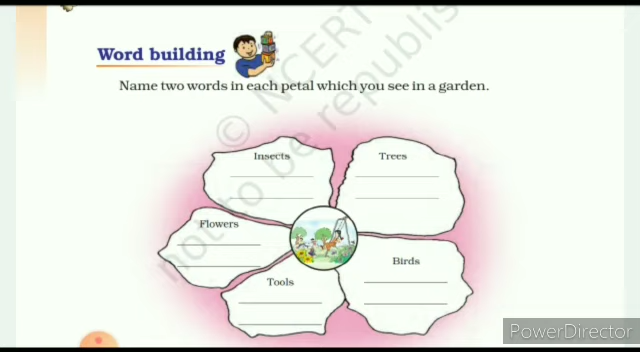 Word building
Name two words in each petal which you see in a garden.
Insects
Trees
Flowers
Birds
Tools
© NCERT
not to be republis
PowerDirector